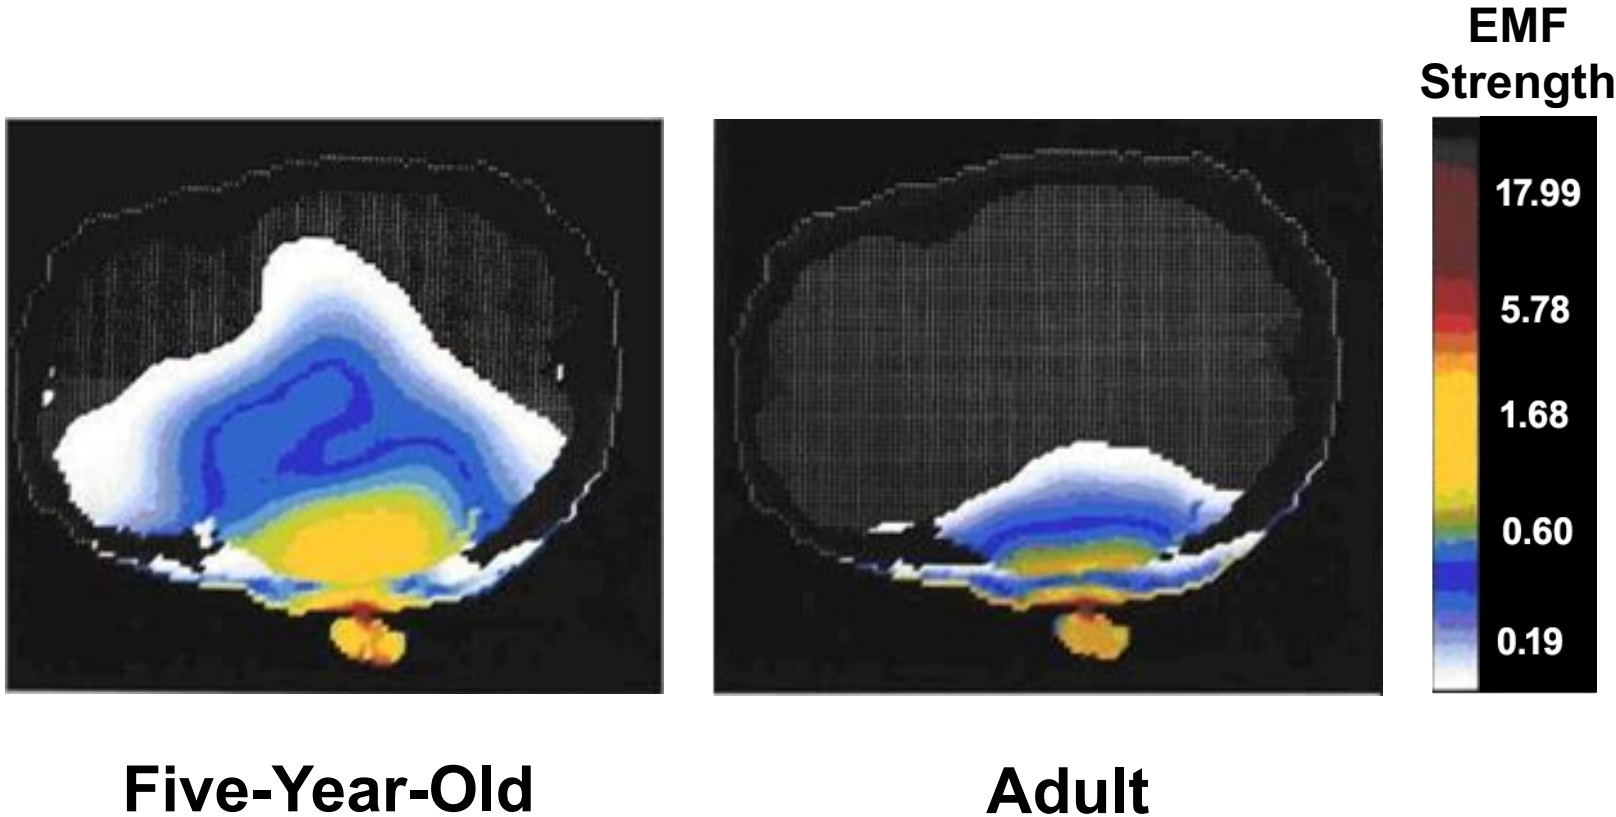 EMF
Strength
17.99
5.78
1.68
0.60
0.19
Five-Year-Old
Adult